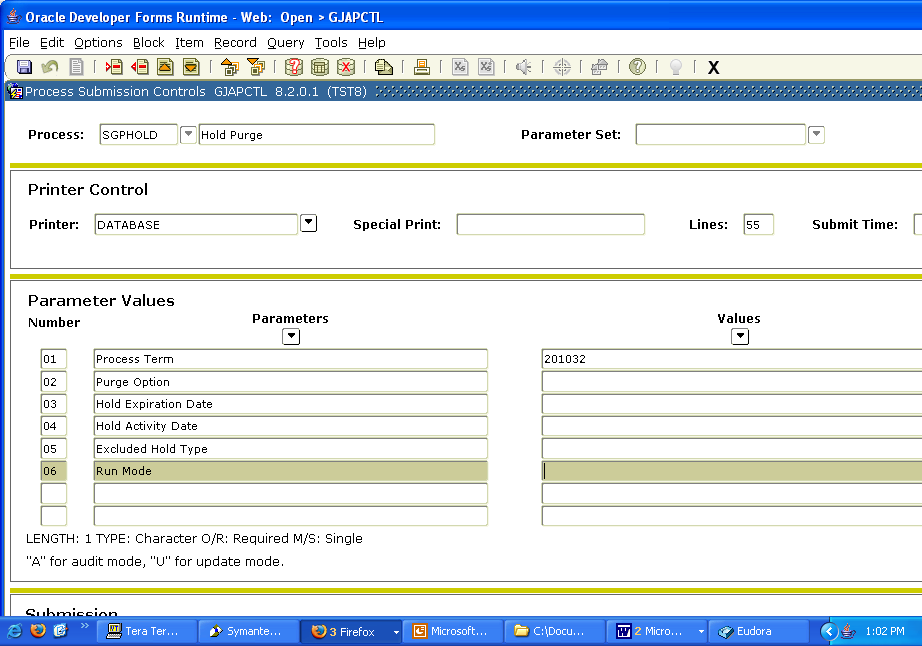 Oracle Developer Forms Runtime - Web: Open > GJAPCTL
File Edit Options Block Item Record Query Tools Help
X
Process Submission Controls GJAPCTL 8.2.0.1 (TST8)
Process: SGPHOLD Hold Purge Parameter Set:
Printer Control
Printer: DATABASE Special Print: Lines: 55 Submit Time:
Parameter Values
Number Parameters Values
01 Process Term 201032
02 Purge Option
03 Hold Expiration Date
04 Hold Activity Date
05 Excluded Hold Type
06 Run Mode
LENGTH: 1 TYPE: Character O/R: Required M/S: Single
"A" for audit mode, "U" for update mode.
Submission
Tera Ter... Symante... 3 Firefox Microsoft... C:\Docu... 2 Micro... Eudora 1:02 PM